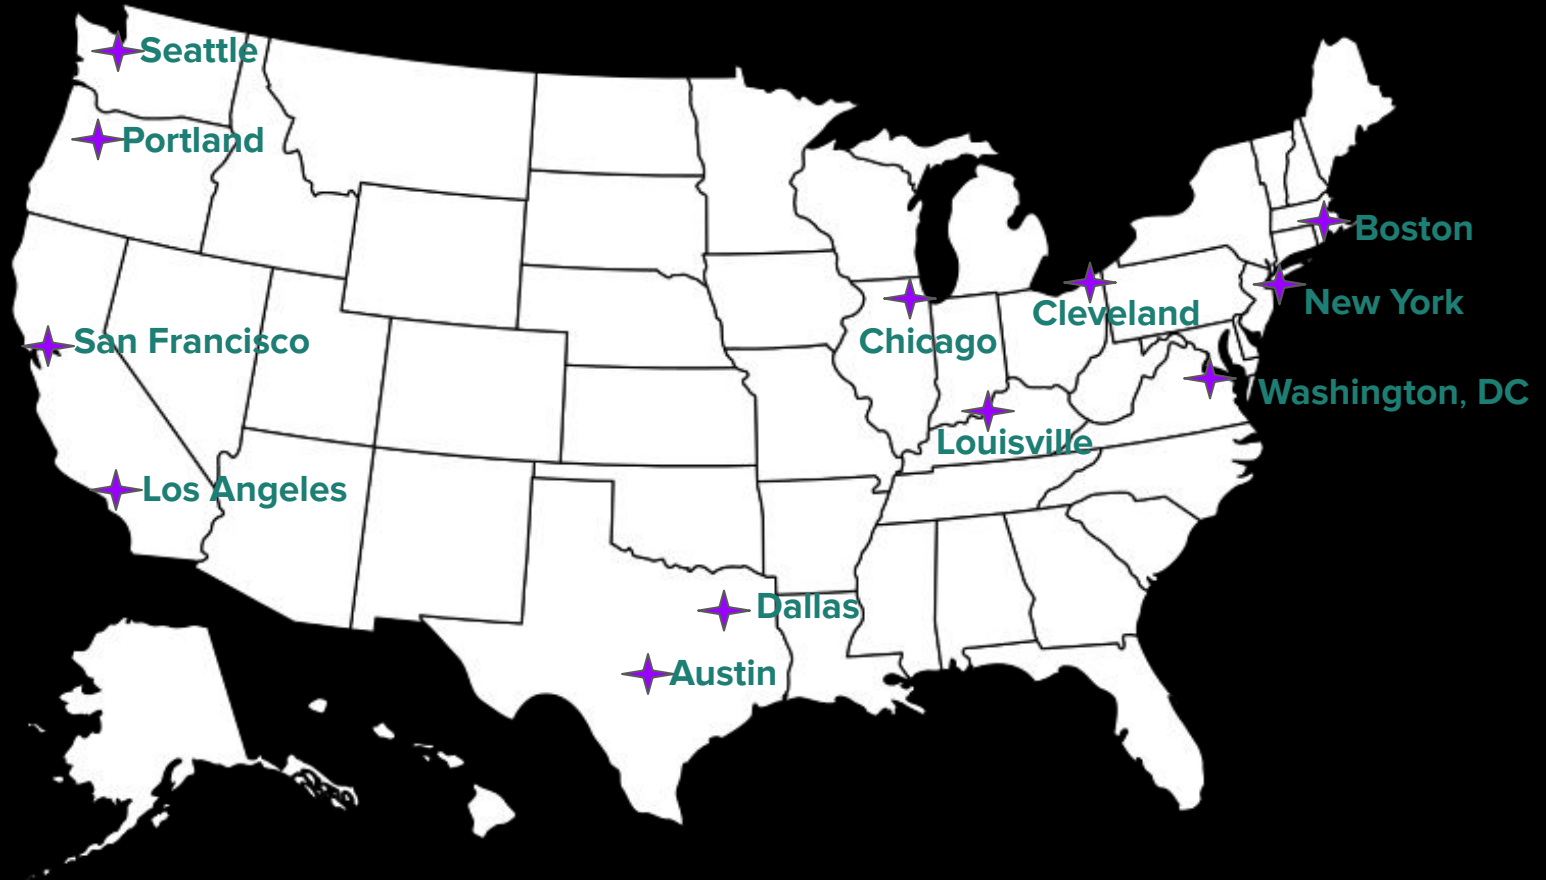 Seattle
Portland
Boston
Cleveland
New York
San Francisco
Chicago
Washington, DC
Louisville
Los Angeles
Dallas
Austin